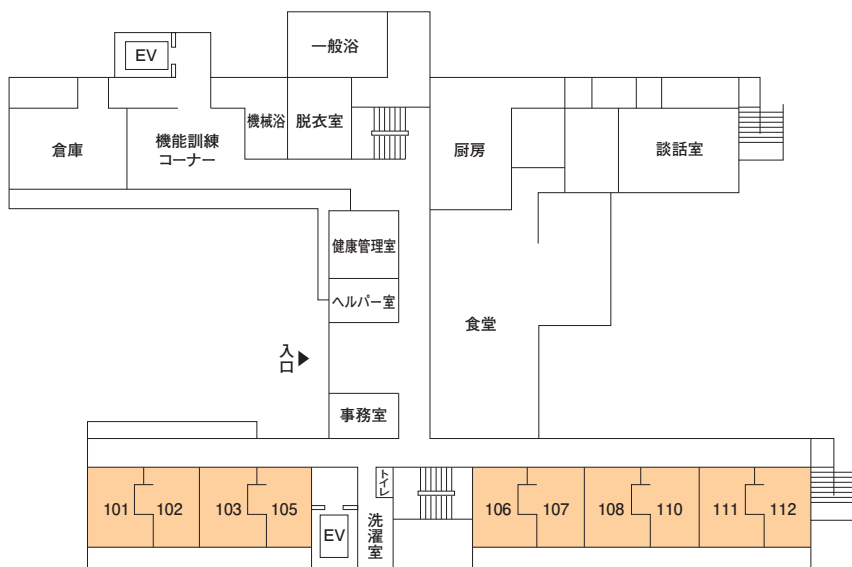 一般浴
EV
機械浴
脱衣室
倉庫
機能訓練
コーナー
厨房
談話室
健康管理室
ヘルパー室
食堂
入口
事務室
トイレ
101
102
103
105
EV
洗濯室
106
107
108
110
111
112